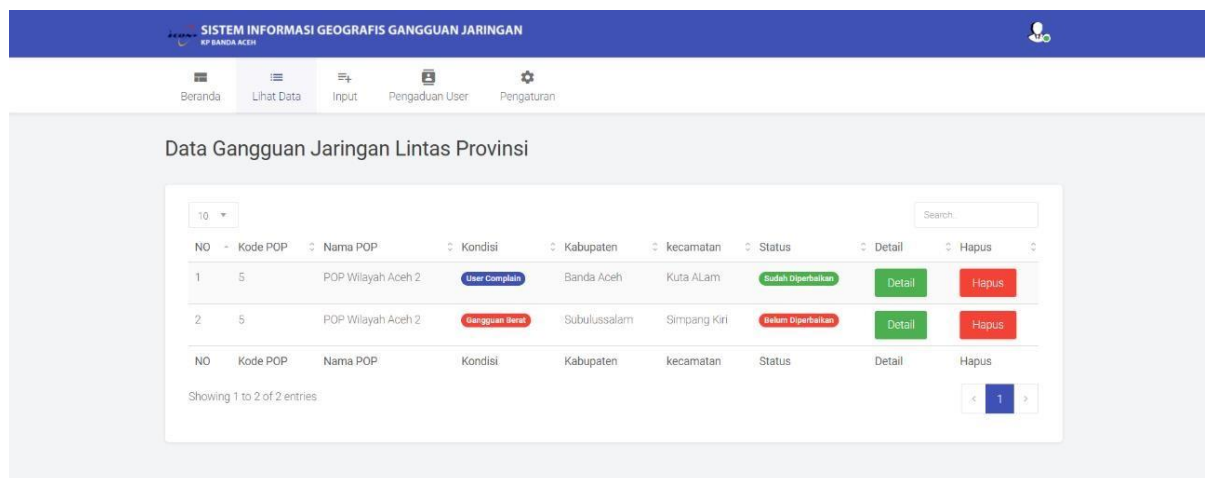 icon+ SISTEM INFORMASI GEOGRAFIS GANGGUAN JARINGAN
KP BANDA ACEH
Beranda Lihat Data Input Pengaduan User Pengaturan
Data Gangguan Jaringan Lintas Provinsi
10 Search..
NO Kode POP Nama POP Kondisi Kabupaten kecamatan Status Detail Hapus
1 5 POP Wilayah Aceh 2 User Complain Banda Aceh Kuta ALam Sudah Diperbaikan Detail Hapus
2 5 POP Wilayah Aceh 2 Gangguan Berat Subulussalam Simpang Kiri Belum Diperbaikan Detail Hapus
NO Kode POP Nama POP Kondisi Kabupaten kecamatan Status Detail Hapus
Showing 1 to 2 of 2 entries
< 1 >